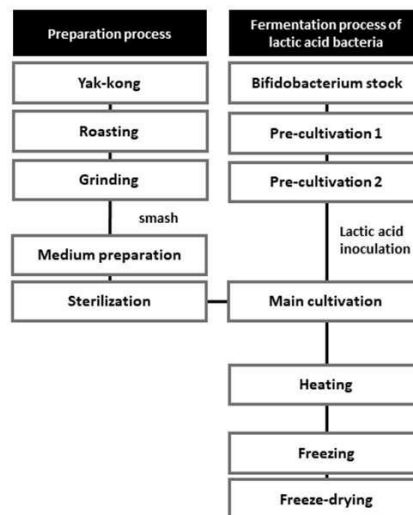 Preparation process
Yak-kong
Roasting
Grinding
smash
Medium preparation
Sterilization
Fermentation process of
lactic acid bacteria
Bifidobacterium stock
Pre-cultivation 1
Pre-cultivation 2
Lactic acid
inoculation
Main cultivation
Heating
Freezing
Freeze-drying